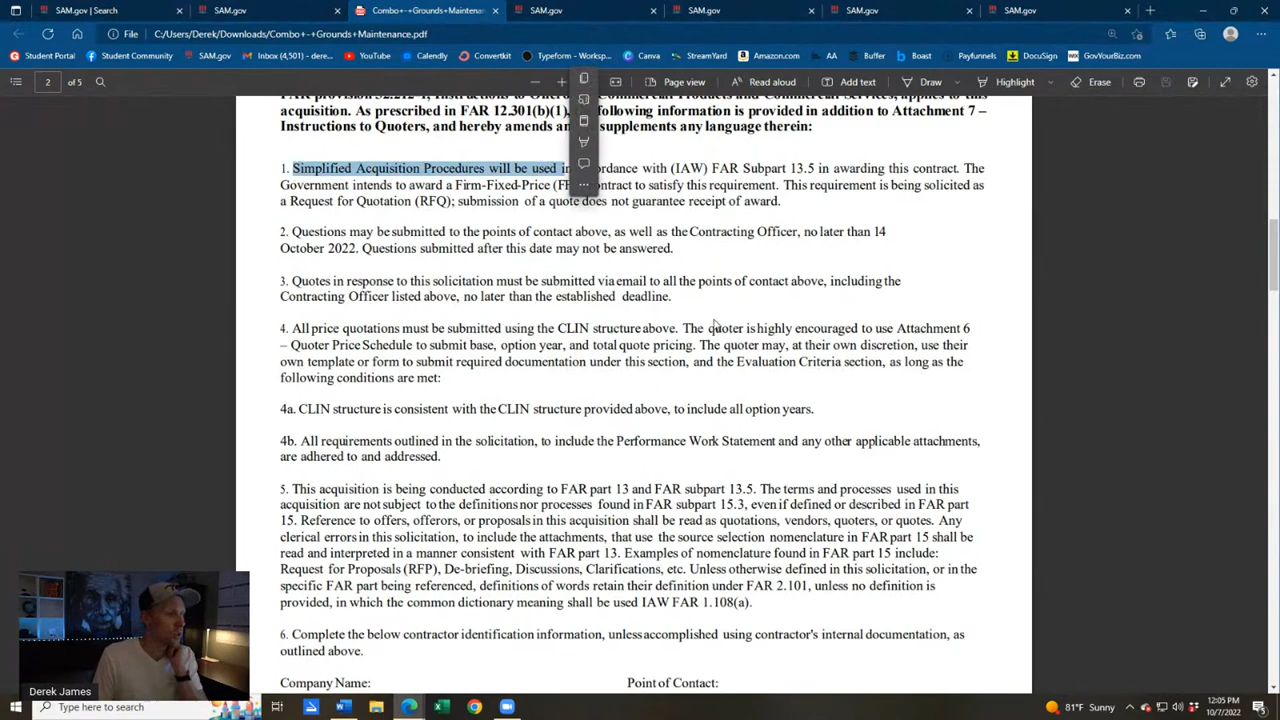 SAM.gov | Search
SAM.gov
Combo+-+Grounds+Maintenan
SAM.gov
SAM.gov
SAM.gov
SAM.gov
File
C:/Users/Derek/Downloads/Combo+-+Grounds+Maintenance.pdf
Student Portal
Student Community
SAM.gov
Inbox (4,501) - derek...
YouTube
Calendly
Convertkit
Typeform - Worksp...
Canva
StreamYard
Amazon.com
AA
Buffer
Boast
Payfunnels
DocuSign
GovYourBiz.com
2 of 5
Page view
Read aloud
Add text
Draw
Highlight
Erase
acquisition. As prescribed in FAR 12.301(b)(1), following information is provided in addition to Attachment 7 –
Instructions to Quoters, and hereby amends an supplements any language therein:
1. Simplified Acquisition Procedures will be used in rdance with (IAW) FAR Subpart 13.5 in awarding this contract. The
Government intends to award a Firm-Fixed-Price (FF contract to satisfy this requirement. This requirement is being solicited
as a Request for Quotation (RFQ); submission of a quote does not guarantee receipt of award.
2. Questions may be submitted to the points of contact above, as well as the Contracting Officer, no later than 14
October 2022. Questions submitted after this date may not be answered.
3. Quotes in response to this solicitation must be submitted via email to all the points of contact above, including the
Contracting Officer listed above, no later than the established deadline.
4. All price quotations must be submitted using the CLIN structure above. The quoter is highly encouraged to use Attachment 6
– Quoter Price Schedule to submit base, option year, and total quote pricing. The quoter may, at their own discretion, use their
own template or form to submit required documentation under this section, and the Evaluation Criteria section, as long as the
following conditions are met:
4a. CLIN structure is consistent with the CLIN structure provided above, to include all option years.
4b. All requirements outlined in the solicitation, to include the Performance Work Statement and any other applicable attachments,
are adhered to and addressed.
5. This acquisition is being conducted according to FAR part 13 and FAR subpart 13.5. The terms and processes used in this
acquisition are not subject to the definitions nor processes found in FAR subpart 15.3, even if defined or described in FAR part
15. Reference to offers, offerors, or proposals in this acquisition shall be read as quotations, vendors, quoters, or quotes. Any
clerical errors in this solicitation, to include the attachments, that use the source selection nomenclature in FAR part 15 shall be
read and interpreted in a manner consistent with FAR part 13. Examples of nomenclature found in FAR part 15 include:
Request for Proposals (RFP), De-briefing, Discussions, Clarifications, etc. Unless otherwise defined in this solicitation, or in the
specific FAR part being referenced, definitions of words retain their definition under FAR 2.101, unless no definition is
provided, in which the common dictionary meaning shall be used IAW FAR 1.108(a).
6. Complete the below contractor identification information, unless accomplished using contractor's internal documentation, as
outlined above.
Company Name:
Point of Contact:
Derek James
Type here to search
81°F Sunny
12:05 PM
10/7/2022